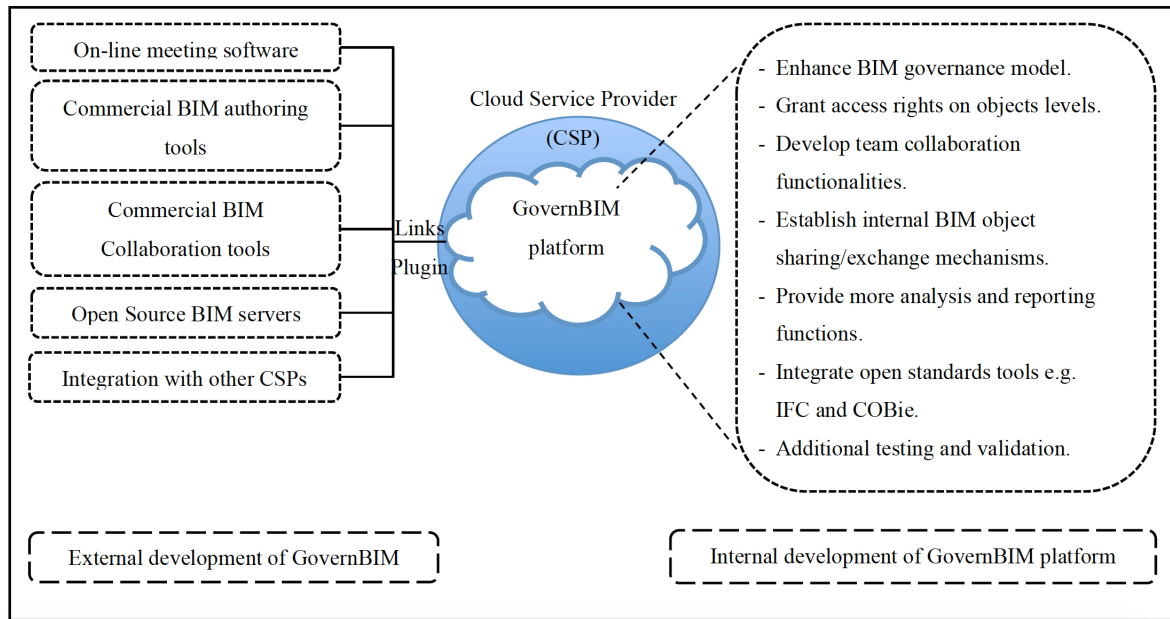 On-line meeting software
Commercial BIM authoring
tools
Commercial BIM
Collaboration tools
Open Source BIM servers
Integration with other CSPs
Links
Plugin
Cloud Service Provider
(CSP)
GovernBIM
platform
- Enhance BIM governance model.
- Grant access rights on objects levels.
- Develop team collaboration
functionalities.
- Establish internal BIM object
sharing/exchange mechanisms.
- Provide more analysis and reporting
functions.
- Integrate open standards tools e.g.
IFC and COBie.
- Additional testing and validation.
External development of GovernBIM
Internal development of GovernBIM platform